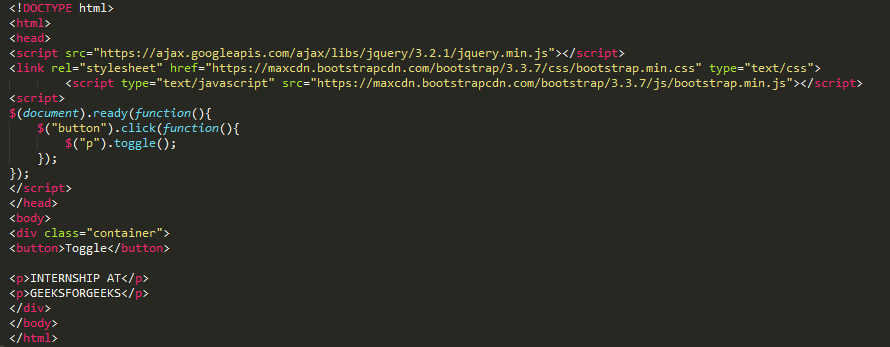 <!DOCTYPE html>
<html>
<head>
<script src="https://ajax.googleapis.com/ajax/libs/jquery/3.2.1/jquery.min.js"></script>
<link rel="stylesheet" href="https://maxcdn.bootstrapcdn.com/bootstrap/3.3.7/css/bootstrap.min.css" type="text/css">
        <script type="text/javascript" src="https://maxcdn.bootstrapcdn.com/bootstrap/3.3.7/js/bootstrap.min.js"></script>
<script>
$(document).ready(function(){
    $("button").click(function(){
        $("p").toggle();
    });
});
</script>
</head>
<body>
<div class="container">
<button>Toggle</button>

<p>INTERNSHIP AT</p>
<p>GEEKSFORGEEKS</p>
</div>
</body>
</html>